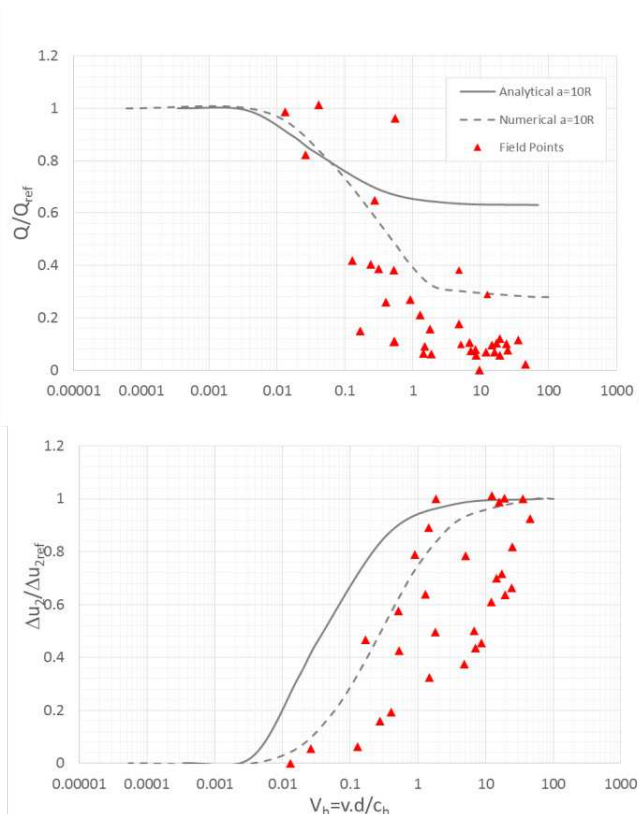 1.2
1
0.8
0.6
0.4
0.2
0
Q/Qref
Analytical a=10R
Numerical a=10R
Field Points
0.00001 0.0001 0.001 0.01 0.1 1 10 100
1.2
1
0.8
0.6
0.4
0.2
0
Δu2/Δu2ref
0.00001 0.0001 0.001 0.01 0.1 1 10 100 1000
Vh=v.d/ch